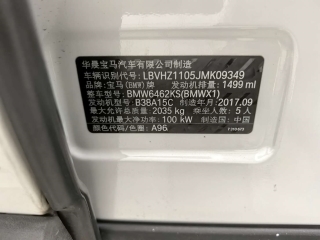 华晨宝马汽车有限公司制造
车辆识别代号: LBVHZ1105JMK09349
品牌: 宝马(BMW)牌 发动机排量: 1499 ml
整车型号: BMW6462KS(BMWX1)
发动机型号: B38A15C 制造年月: 2017.09
最大允许总质量: 2035 kg 乘坐人数: 5 人
发动机最大净功率: 100 kW 制造国: 中国
颜色代号/色漆: A96